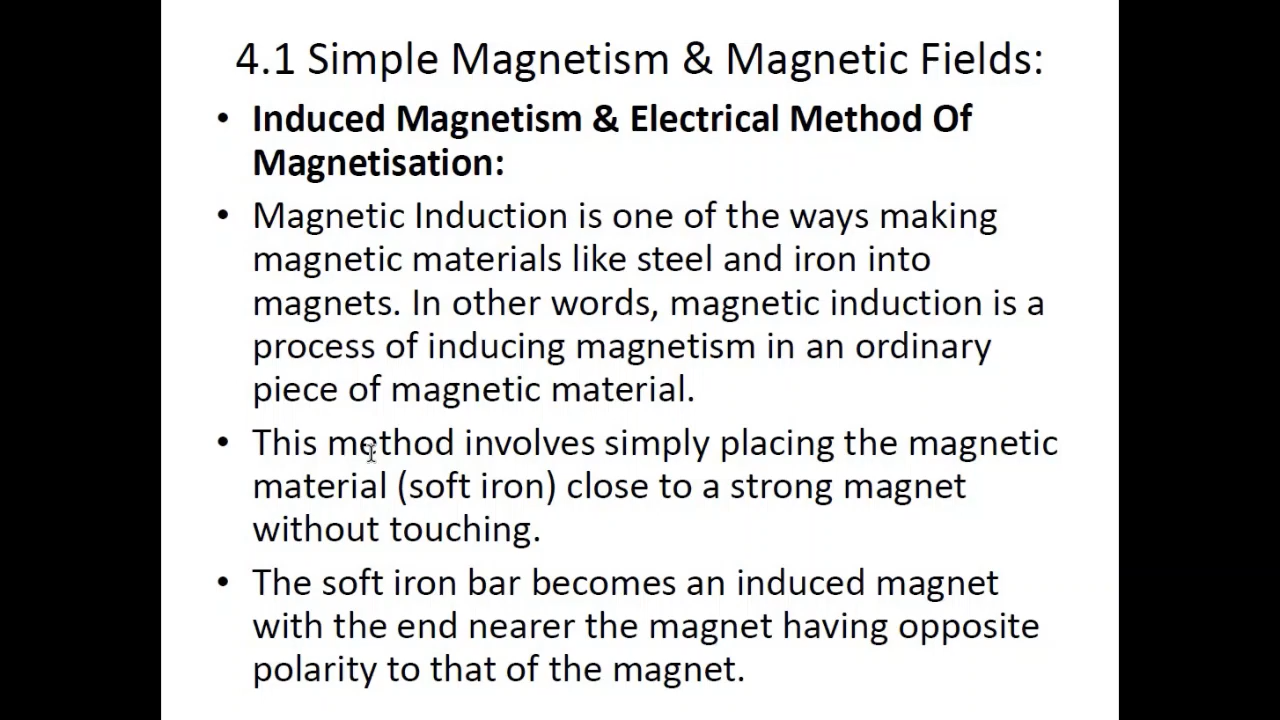 4.1 Simple Magnetism & Magnetic Fields:
• Induced Magnetism & Electrical Method Of
Magnetisation:
• Magnetic Induction is one of the ways making
magnetic materials like steel and iron into
magnets. In other words, magnetic induction is a
process of inducing magnetism in an ordinary
piece of magnetic material.
• This method involves simply placing the magnetic
material (soft iron) close to a strong magnet
without touching.
• The soft iron bar becomes an induced magnet
with the end nearer the magnet having opposite
polarity to that of the magnet.